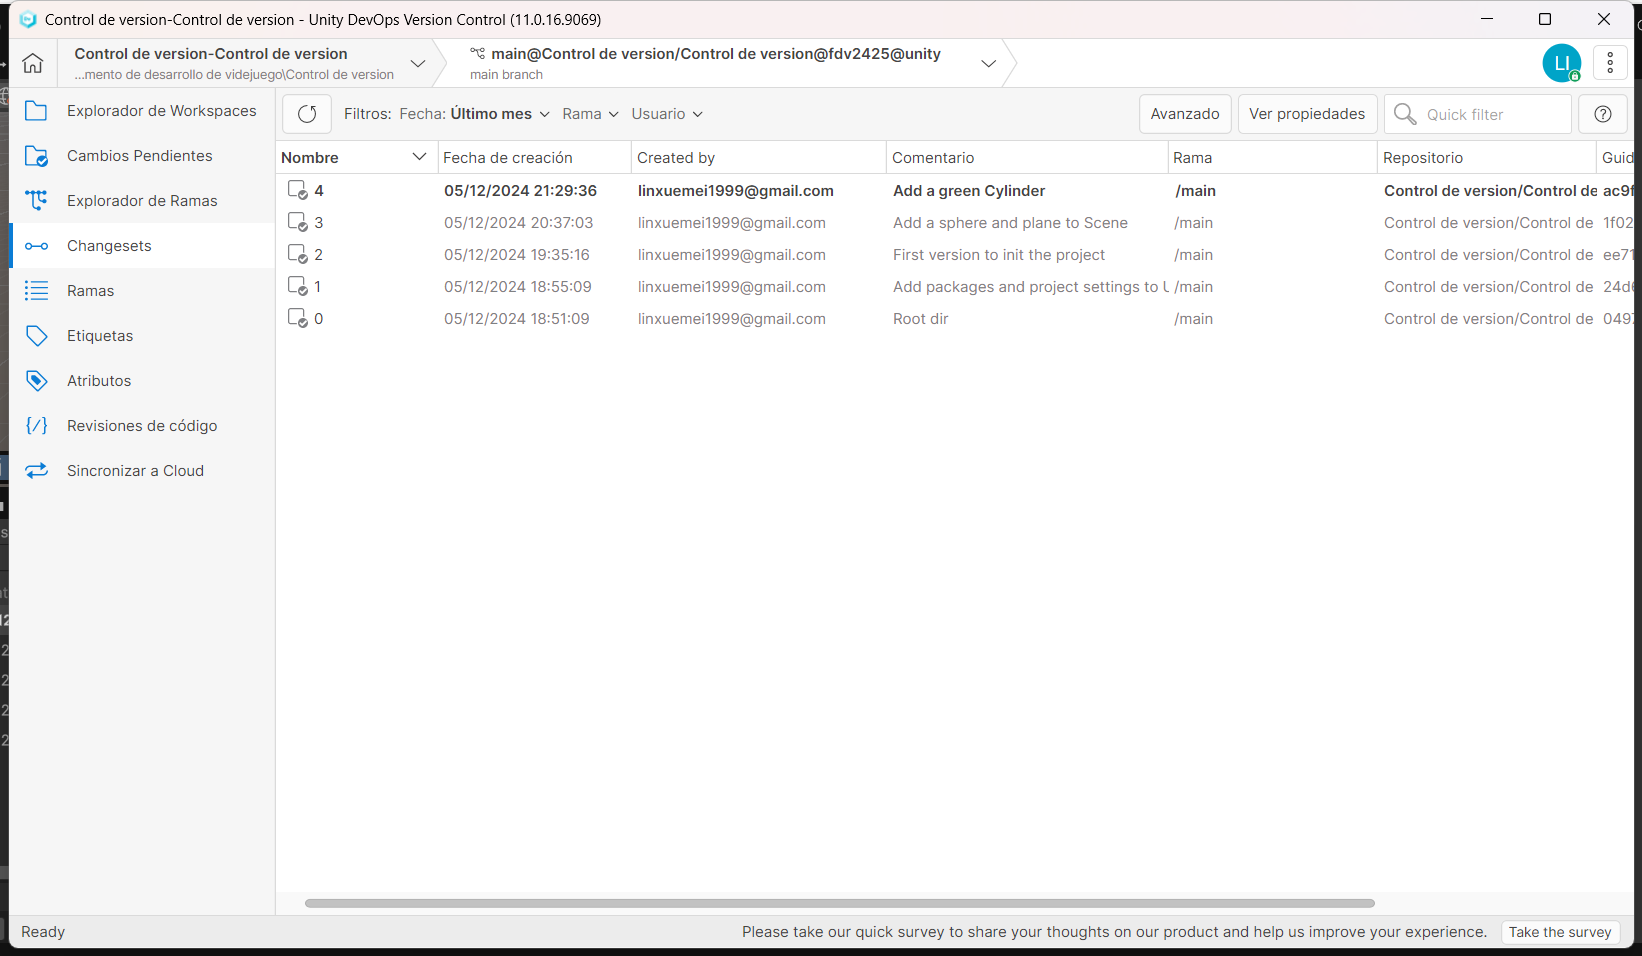 Control de version-Control de version - Unity DevOps Version Control (11.0.16.9069)
Control de version-Control de version
...mento de desarrollo de videjuego\Control de version
main@Control de version/Control de version@fdv2425@unity
main branch
LI
Explorador de Workspaces
Cambios Pendientes
Explorador de Ramas
Changesets
Ramas
Etiquetas
Atributos
Revisiones de código
Sincronizar a Cloud
Filtros: Fecha: Último mes Rama Usuario
Avanzado
Ver propiedades
Quick filter
Nombre Fecha de creación Created by Comentario Rama Repositorio Guid
4 05/12/2024 21:29:36 linxuemei1999@gmail.com Add a green Cylinder /main Control de version/Control de ac9f
3 05/12/2024 20:37:03 linxuemei1999@gmail.com Add a sphere and plane to Scene /main Control de version/Control de 1f02
2 05/12/2024 19:35:16 linxuemei1999@gmail.com First version to init the project /main Control de version/Control de ee71
1 05/12/2024 18:55:09 linxuemei1999@gmail.com Add packages and project settings to U /main Control de version/Control de 24d6
0 05/12/2024 18:51:09 linxuemei1999@gmail.com Root dir /main Control de version/Control de 0497
Ready
Please take our quick survey to share your thoughts on our product and help us improve your experience.
Take the survey